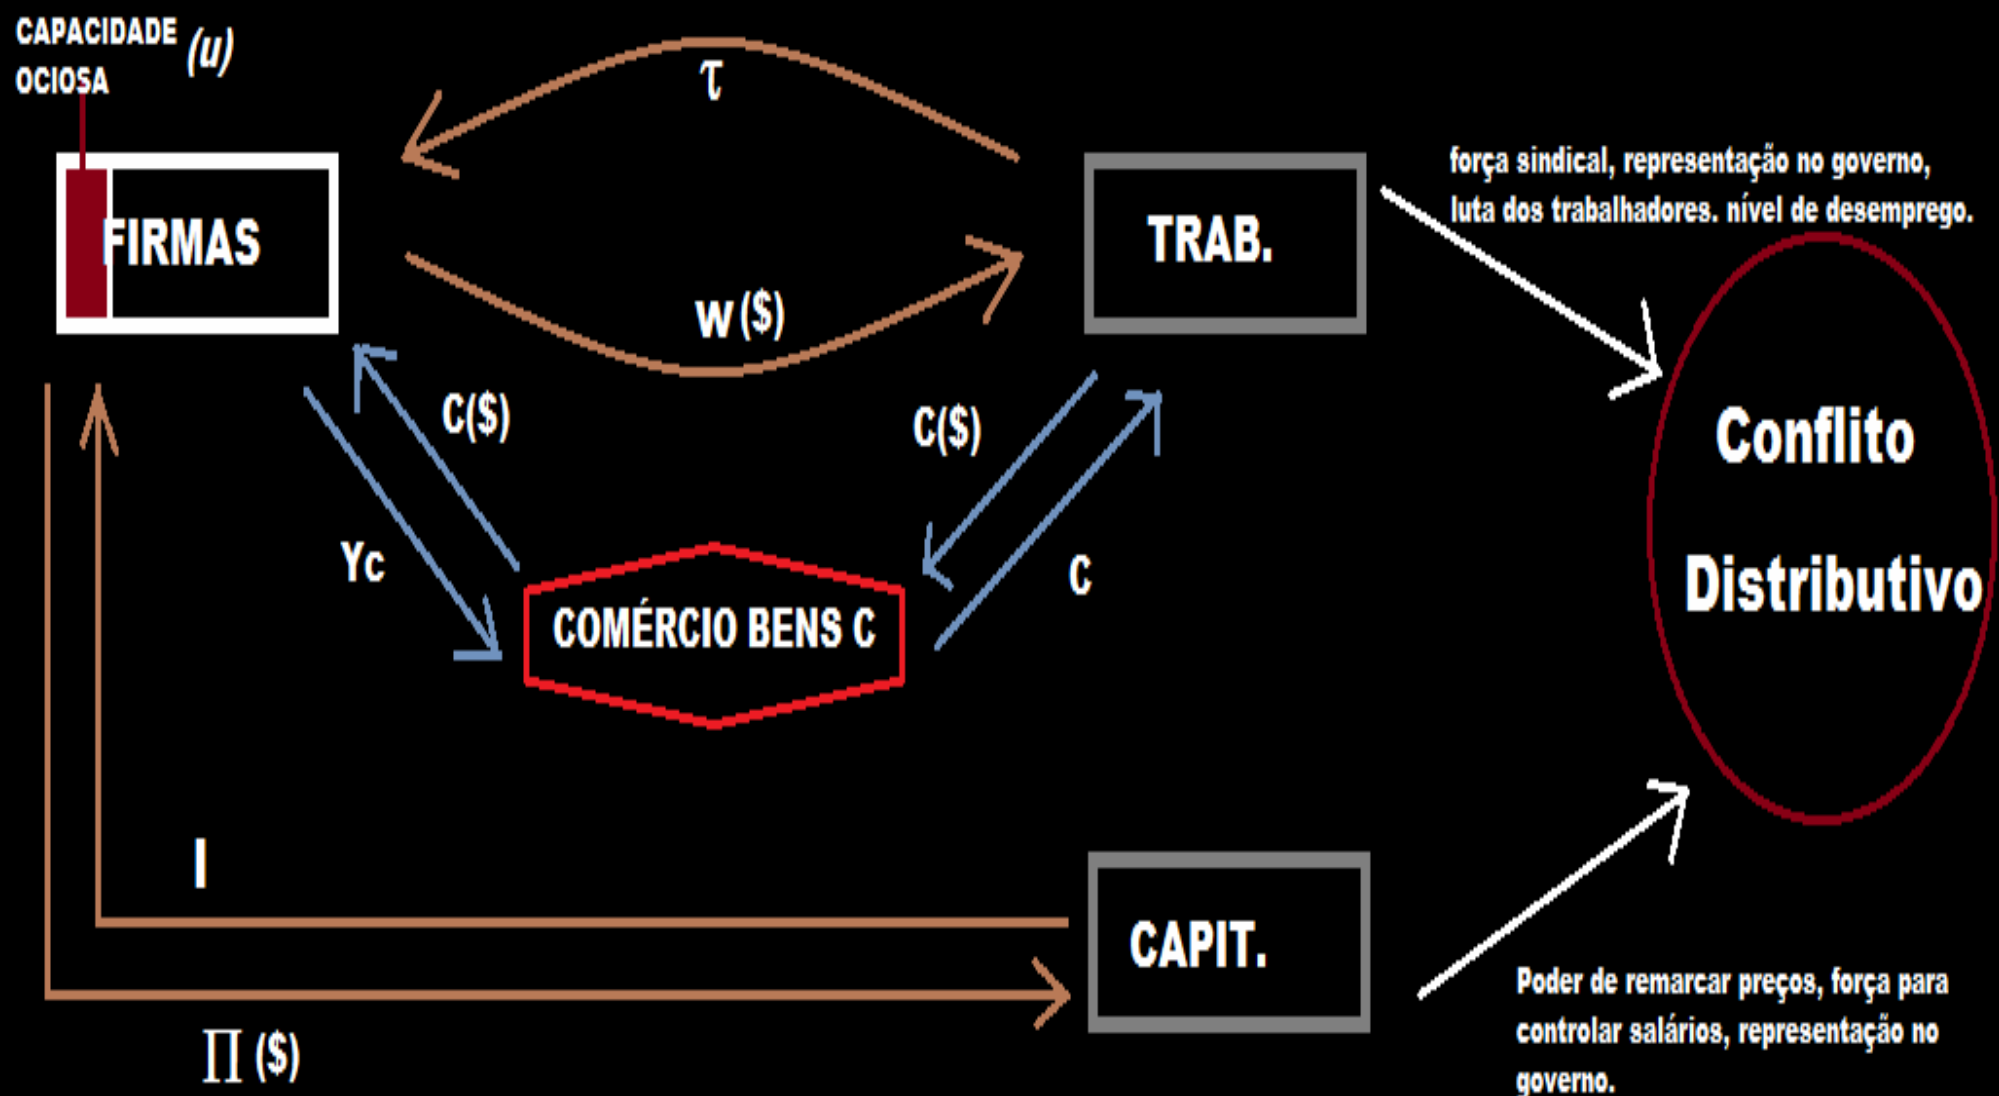 CAPACIDADE
OCIOSA
(u)
τ
FIRMAS
TRAB.
força sindical, representação no governo,
luta dos trabalhadores. nível de desemprego.
w($)
C($)
C($)
Yc
C
COMÉRCIO BENS C
Conflito
Distributivo
I
CAPIT.
∏ ($)
Poder de remarcar preços, força para
controlar salários, representação no
governo.